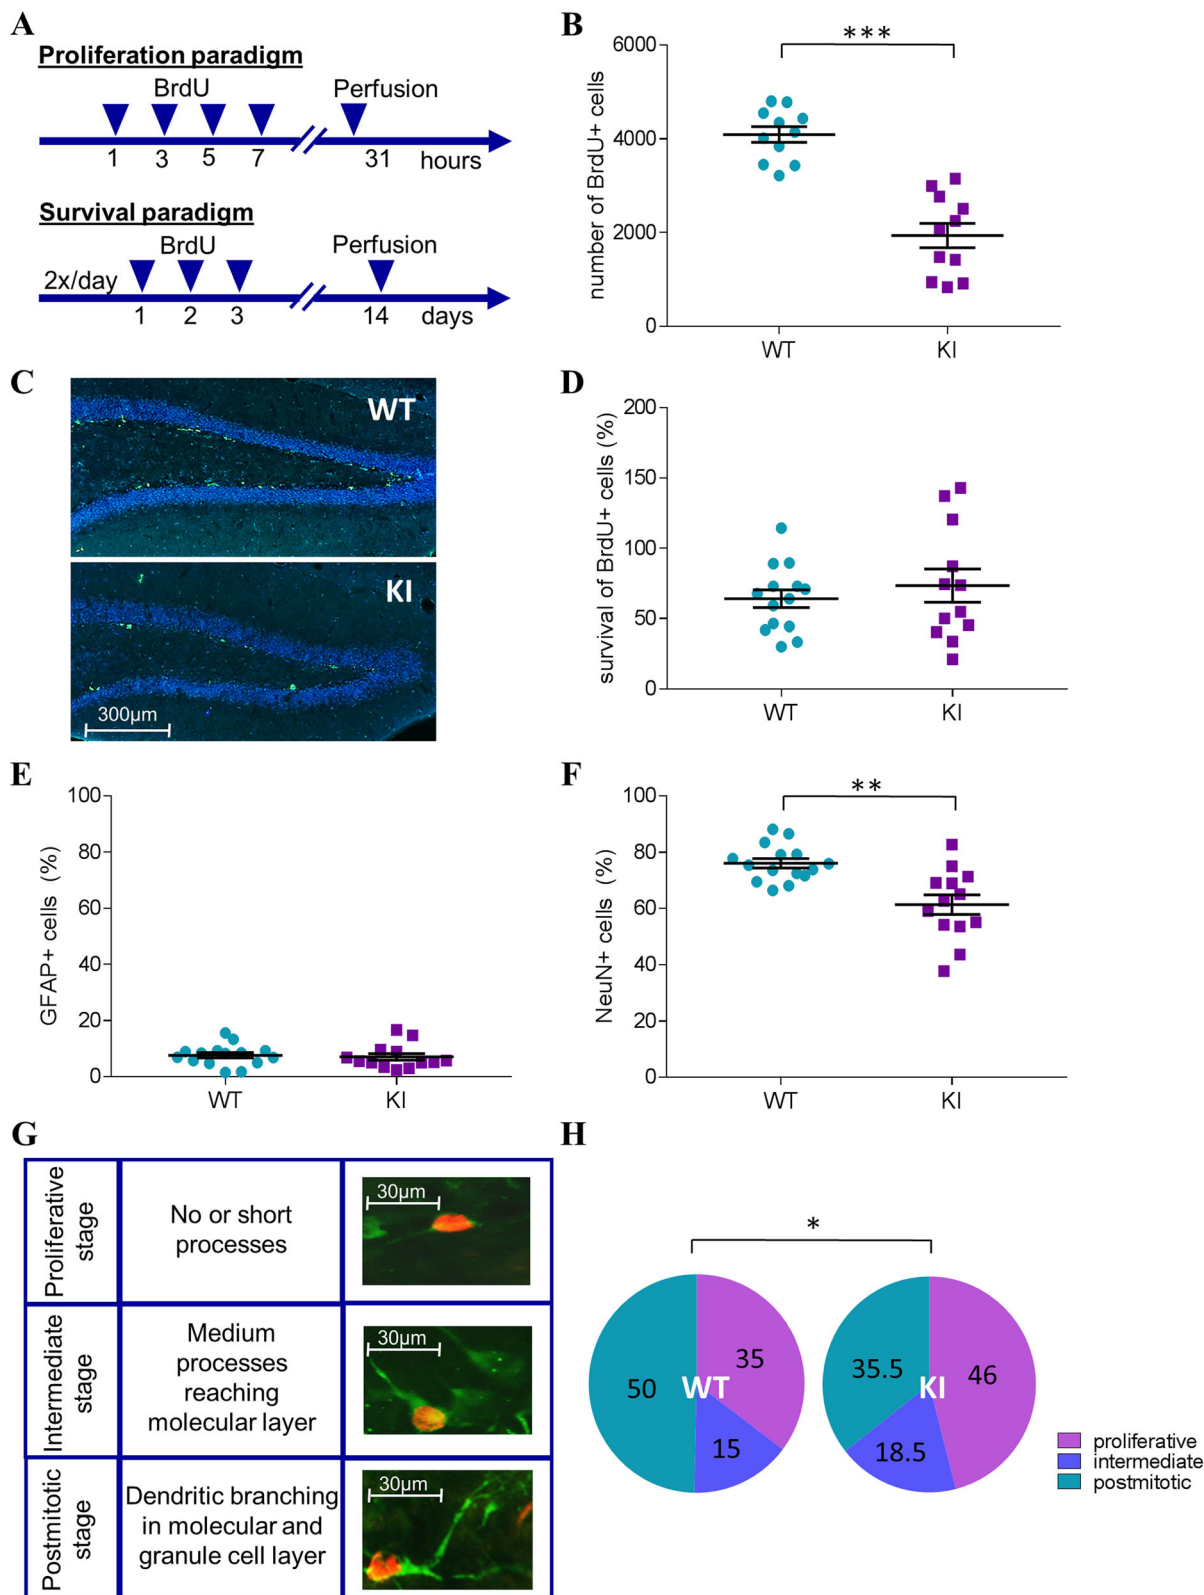 A
Proliferation paradigm
BrdU
Perfusion
1 3 5 7 31 hours
Survival paradigm
BrdU
Perfusion
2x/day
1 2 3 14 days
B
***
6000
4000
2000
0
number of BrdU+ cells
WT KI
C
WT
KI
300µm
D
200
150
100
50
0
survival of BrdU+ cells (%)
WT KI
E
100
80
60
40
20
0
GFAP+ cells (%)
WT KI
F
**
100
80
60
40
20
0
NeuN+ cells (%)
WT KI
G
Proliferative
stage
No or short
processes
30µm
Intermediate
stage
Medium
processes
reaching
molecular layer
30µm
Postmitotic
stage
Dendritic branching
in molecular and
granule cell layer
30µm
H
*
35
50
WT
15
35.5
46
KI
18.5
proliferative
intermediate
postmitotic